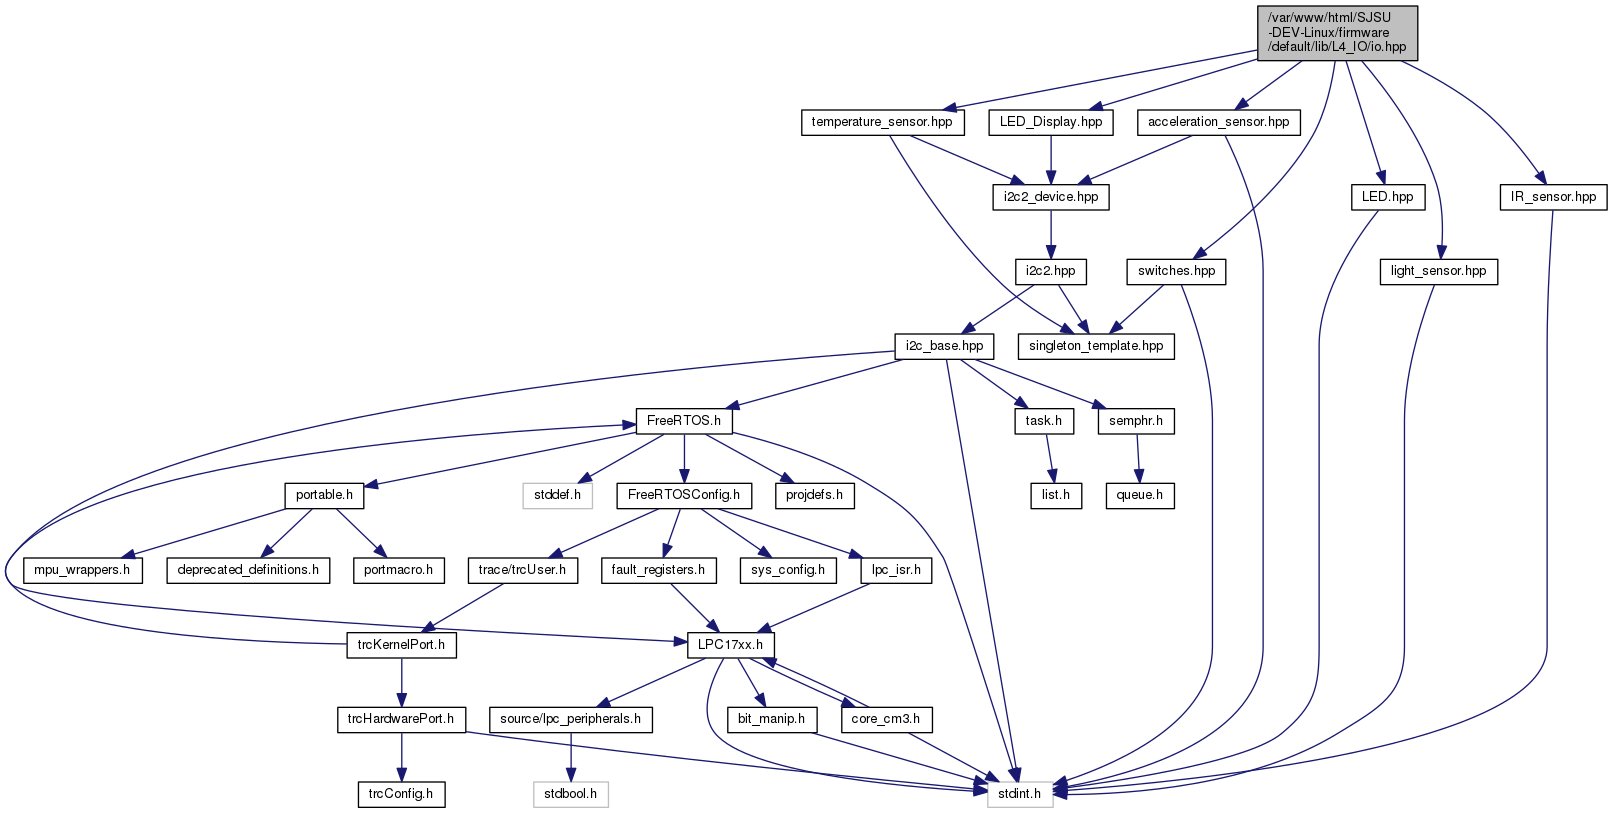 /var/www/html/SJSU
-DEV-Linux/firmware
/default/lib/L4_IO/io.hpp
temperature_sensor.hpp
LED_Display.hpp
acceleration_sensor.hpp
i2c2_device.hpp
LED.hpp
IR_sensor.hpp
i2c2.hpp
switches.hpp
light_sensor.hpp
i2c_base.hpp
singleton_template.hpp
FreeRTOS.h
task.h
semphr.h
portable.h
stddef.h
FreeRTOSConfig.h
projdefs.h
list.h
queue.h
mpu_wrappers.h
deprecated_definitions.h
portmacro.h
trace/trcUser.h
fault_registers.h
sys_config.h
lpc_isr.h
trcKernelPort.h
LPC17xx.h
trcHardwarePort.h
source/lpc_peripherals.h
bit_manip.h
core_cm3.h
trcConfig.h
stdbool.h
stdint.h